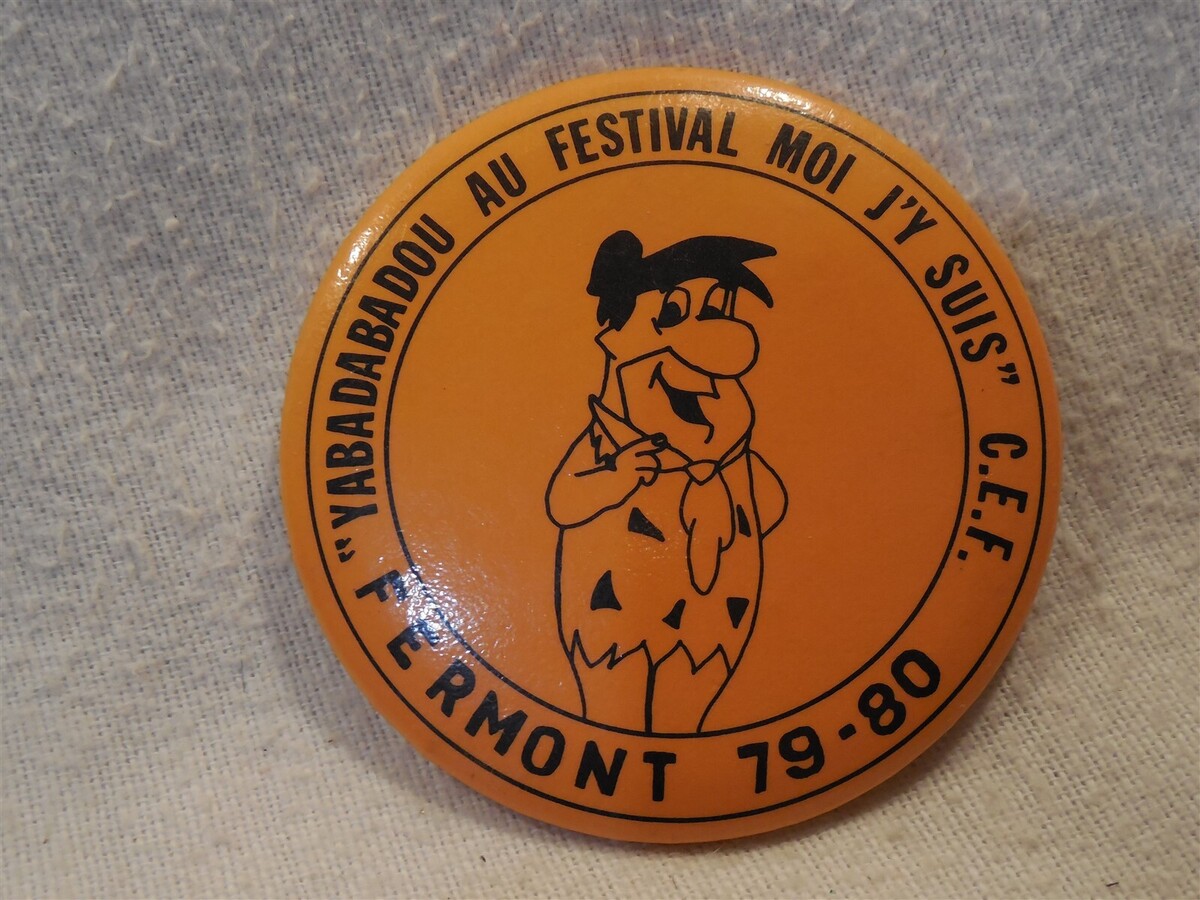 "YABADABADOU AU FESTIVAL MOI J'Y SUIS" C.E.F.
FERMONT 79-80